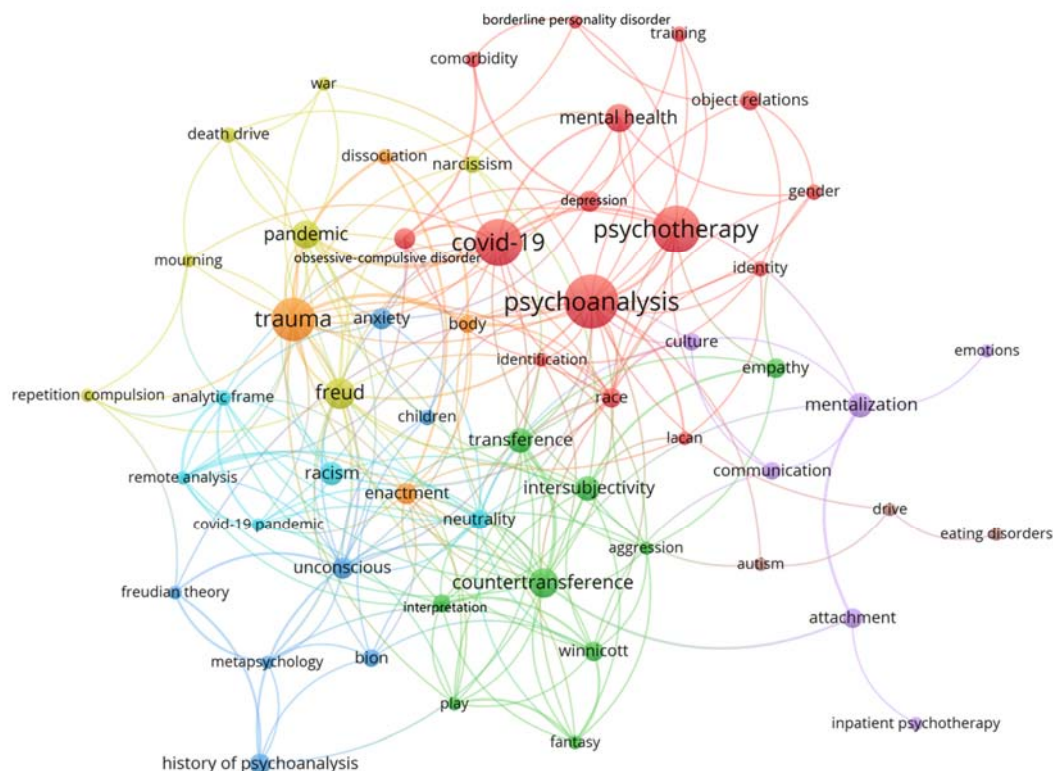 borderline personality disorder
training
comorbidity
war
object relations
mental health
death drive
dissociation
narcissism
gender
depression
psychotherapy
pandemic
covid-19
obsessive-compulsive disorder
mourning
identity
psychoanalysis
trauma
anxiety
body
culture
emotions
identification
empathy
repetition compulsion
analytic frame
freud
race
mentalization
children
transference
lacan
communication
remote analysis
racism
enactment
intersubjectivity
drive
neutrality
covid-19 pandemic
eating disorders
aggression
autism
unconscious
countertransference
freudian theory
interpretation
attachment
winnicott
metapsychology
bion
play
inpatient psychotherapy
fantasy
history of psychoanalysis